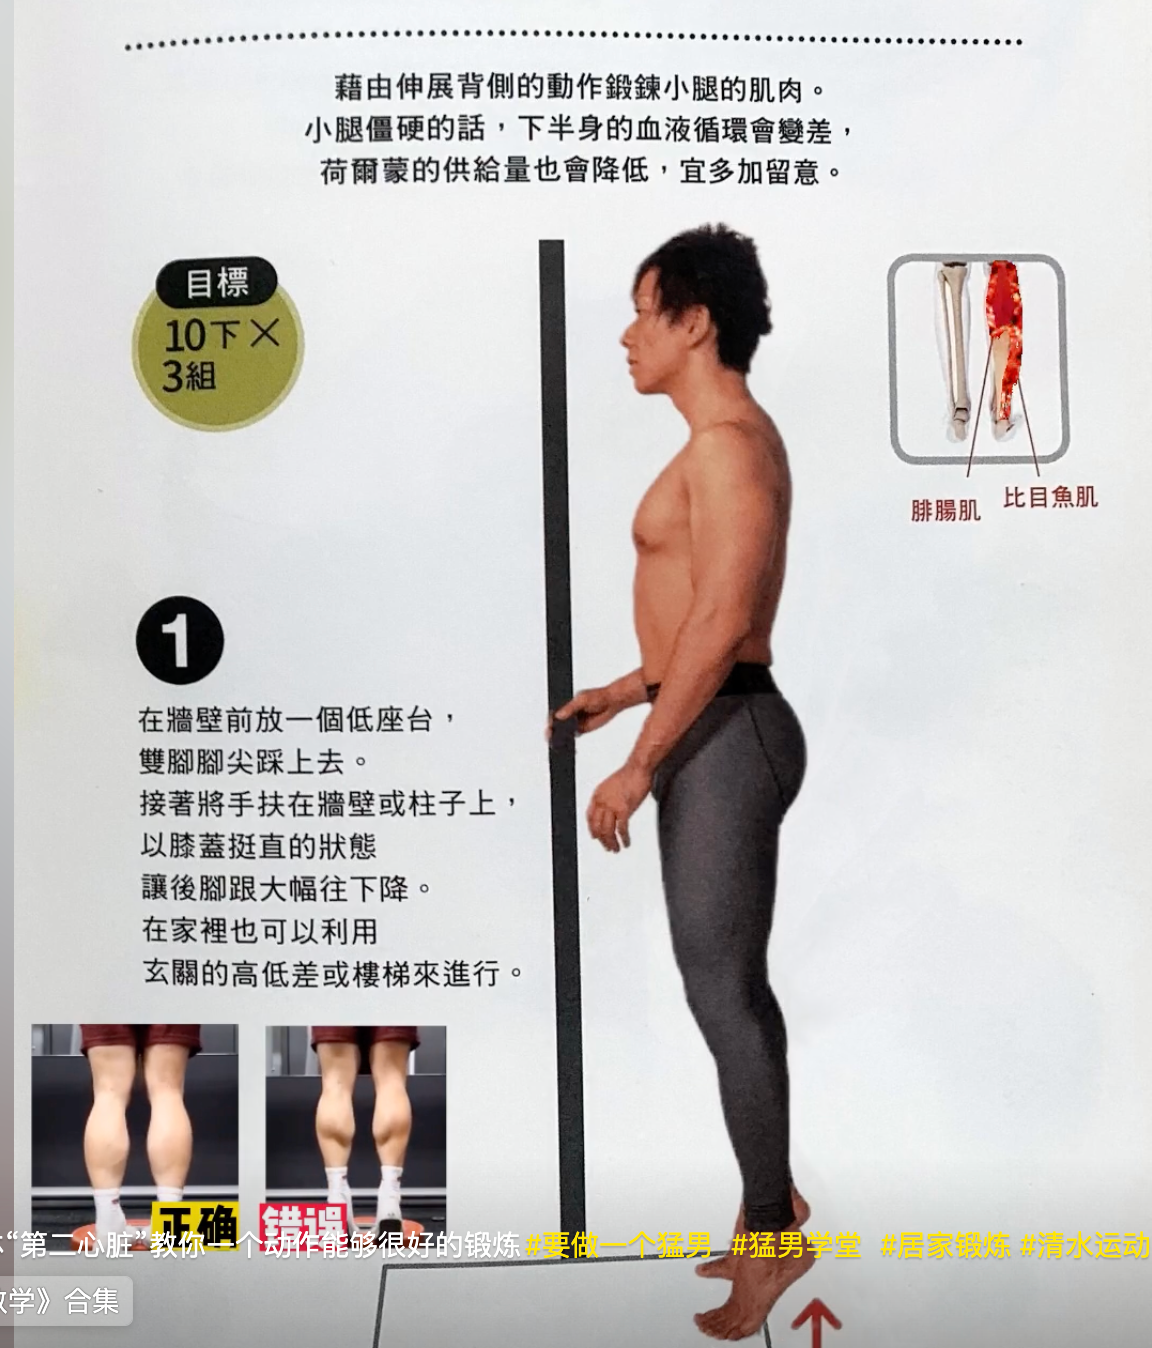 藉由伸展背側的動作鍛鍊小腿的肌肉。
小腿僵硬的話，下半身的血液循環會變差，
荷爾蒙的供給量也會降低，宜多加留意。
目標
10下×
3組
腓腸肌
比目魚肌
1
在牆壁前放一個低座台，
雙腳腳尖踩上去。
接著將手扶在牆壁或柱子上，
以膝蓋挺直的狀態
讓後腳跟大幅往下降。
在家裡也可以利用
玄關的高低差或樓梯來進行。
正确
错误
“第二心脏”教你一个动作能够很好的锻炼 #要做一个猛男 #猛男学堂 #居家锻炼 #清水运动
学》合集